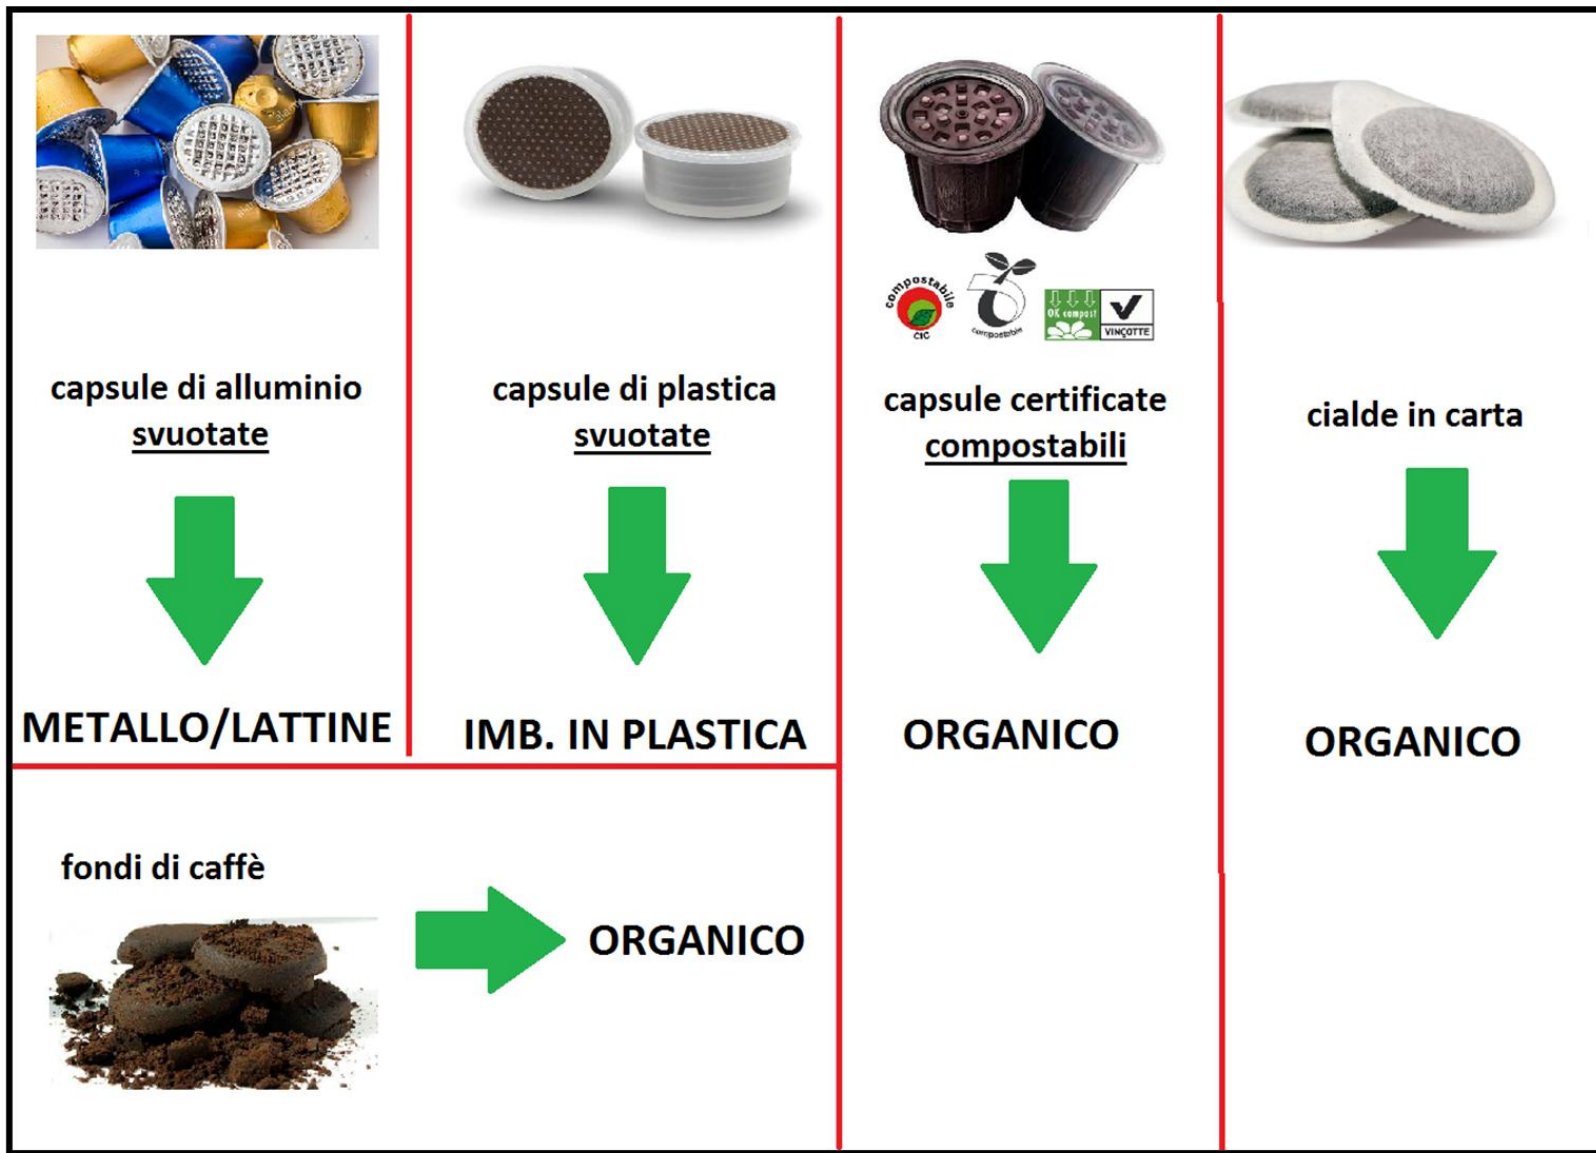 compostabile
CIC
compostabile
OK compost
VINÇOTTE
capsule di alluminio
svuotate
capsule di plastica
svuotate
capsule certificate
compostabili
cialde in carta
METALLO/LATTINE
IMB. IN PLASTICA
ORGANICO
ORGANICO
fondi di caffè
ORGANICO